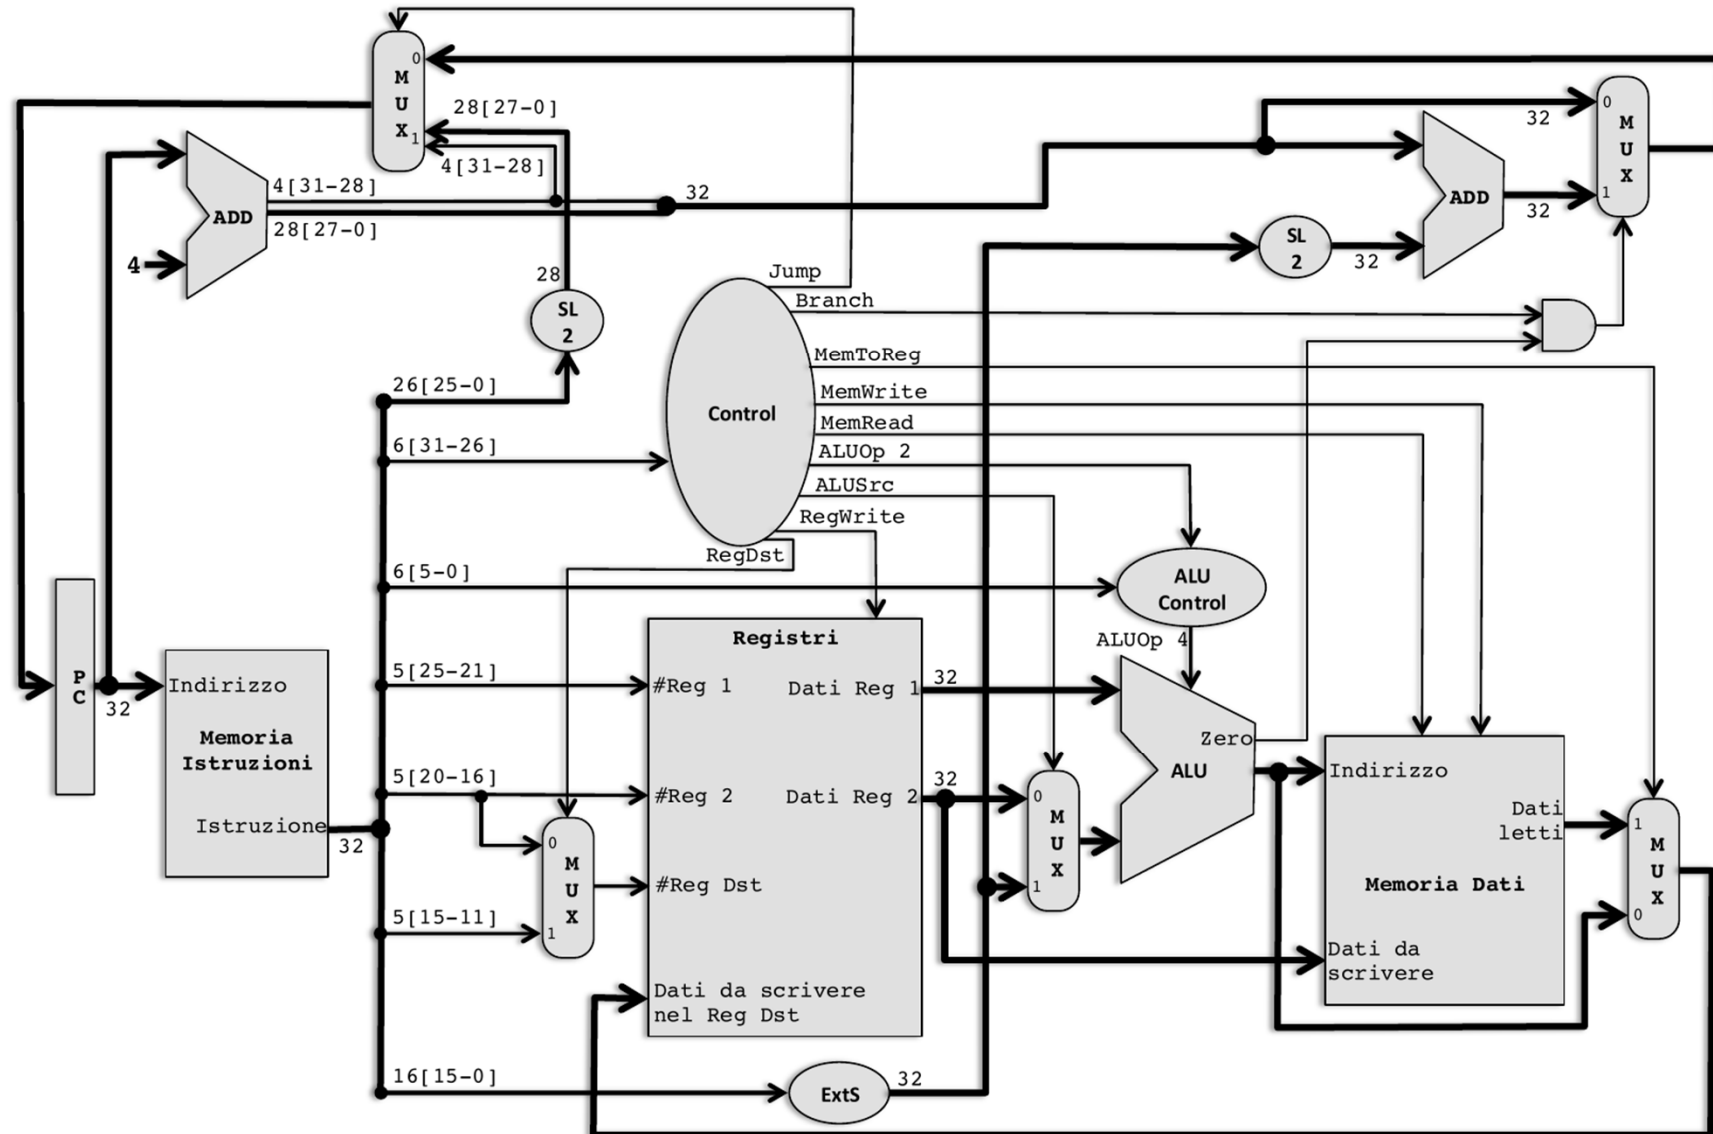 MUX
0
1
28[27-0]
4[31-28]
4[31-28]
28[27-0]
ADD
4
32
28
SL
2
26[25-0]
6[31-26]
6[5-0]
5[25-21]
5[20-16]
5[15-11]
16[15-0]
PC
32
Indirizzo
Memoria
Istruzioni
Istruzione
32
MUX
0
1
Control
Jump
Branch
MemToReg
MemWrite
MemRead
ALUOp 2
ALUSrc
RegWrite
RegDst
Registri
#Reg 1
Dati Reg 1
32
#Reg 2
Dati Reg 2
32
#Reg Dst
Dati da scrivere
nel Reg Dst
ExtS
32
MUX
0
1
ALU
Control
ALUOp 4
Zero
ALU
SL
2
32
ADD
32
32
MUX
0
1
Indirizzo
Dati
letti
Memoria Dati
Dati da
scrivere
MUX
1
0